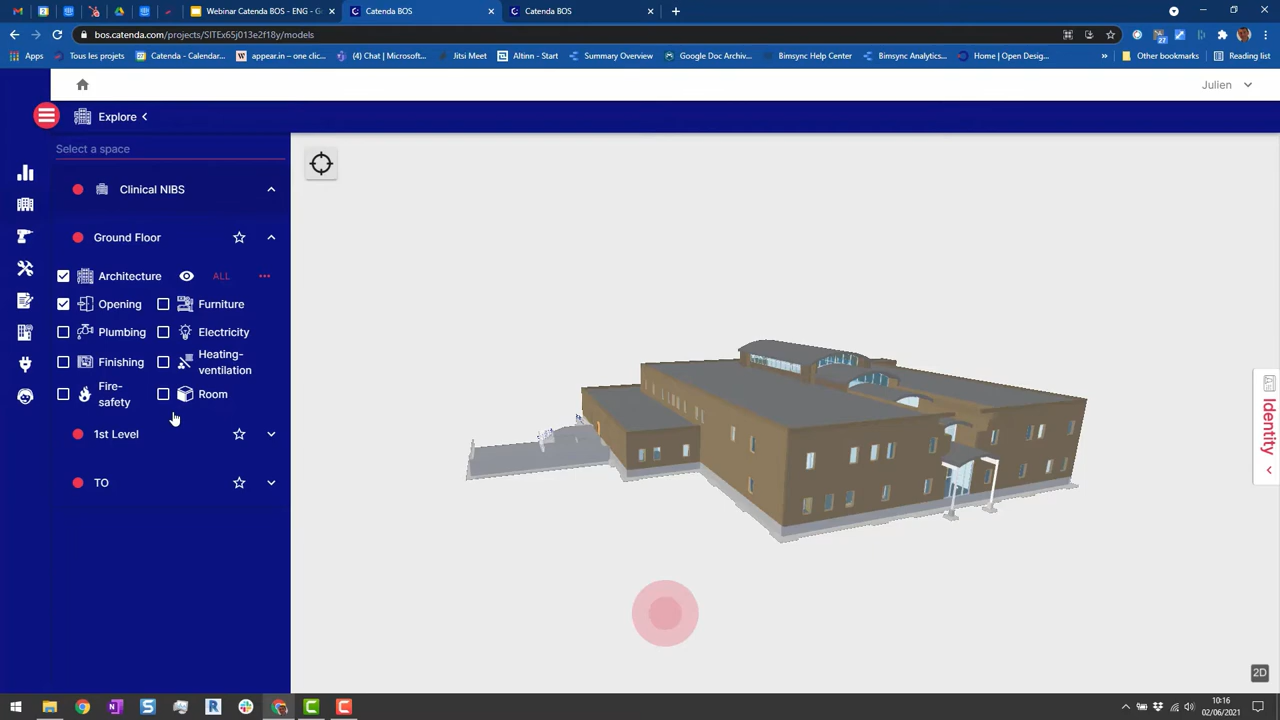 Webinar Catenda BOS - ENG - G
Catenda BOS
Catenda BOS
bos.catenda.com/projects/SITEx65j013e2f18y/models
Apps
Totus les favoris
Catenda - Calendar...
appear.in – one clic...
(4) Chat | Microsoft...
Jitsi Meet
Altinn - Start
Summary Overview
Google Doc Archiv...
Bimsync Help Center
Bimsync Analytics...
Home | Open Desig...
Other bookmarks
Reading list
Julien
Explore
Select a space
Clinical NIBS
Ground Floor
Architecture
ALL
Opening
Furniture
Plumbing
Electricity
Finishing
Heating-
ventilation
Fire-
safety
Room
1st Level
TO
Identity
2D
10:16
02/06/2021